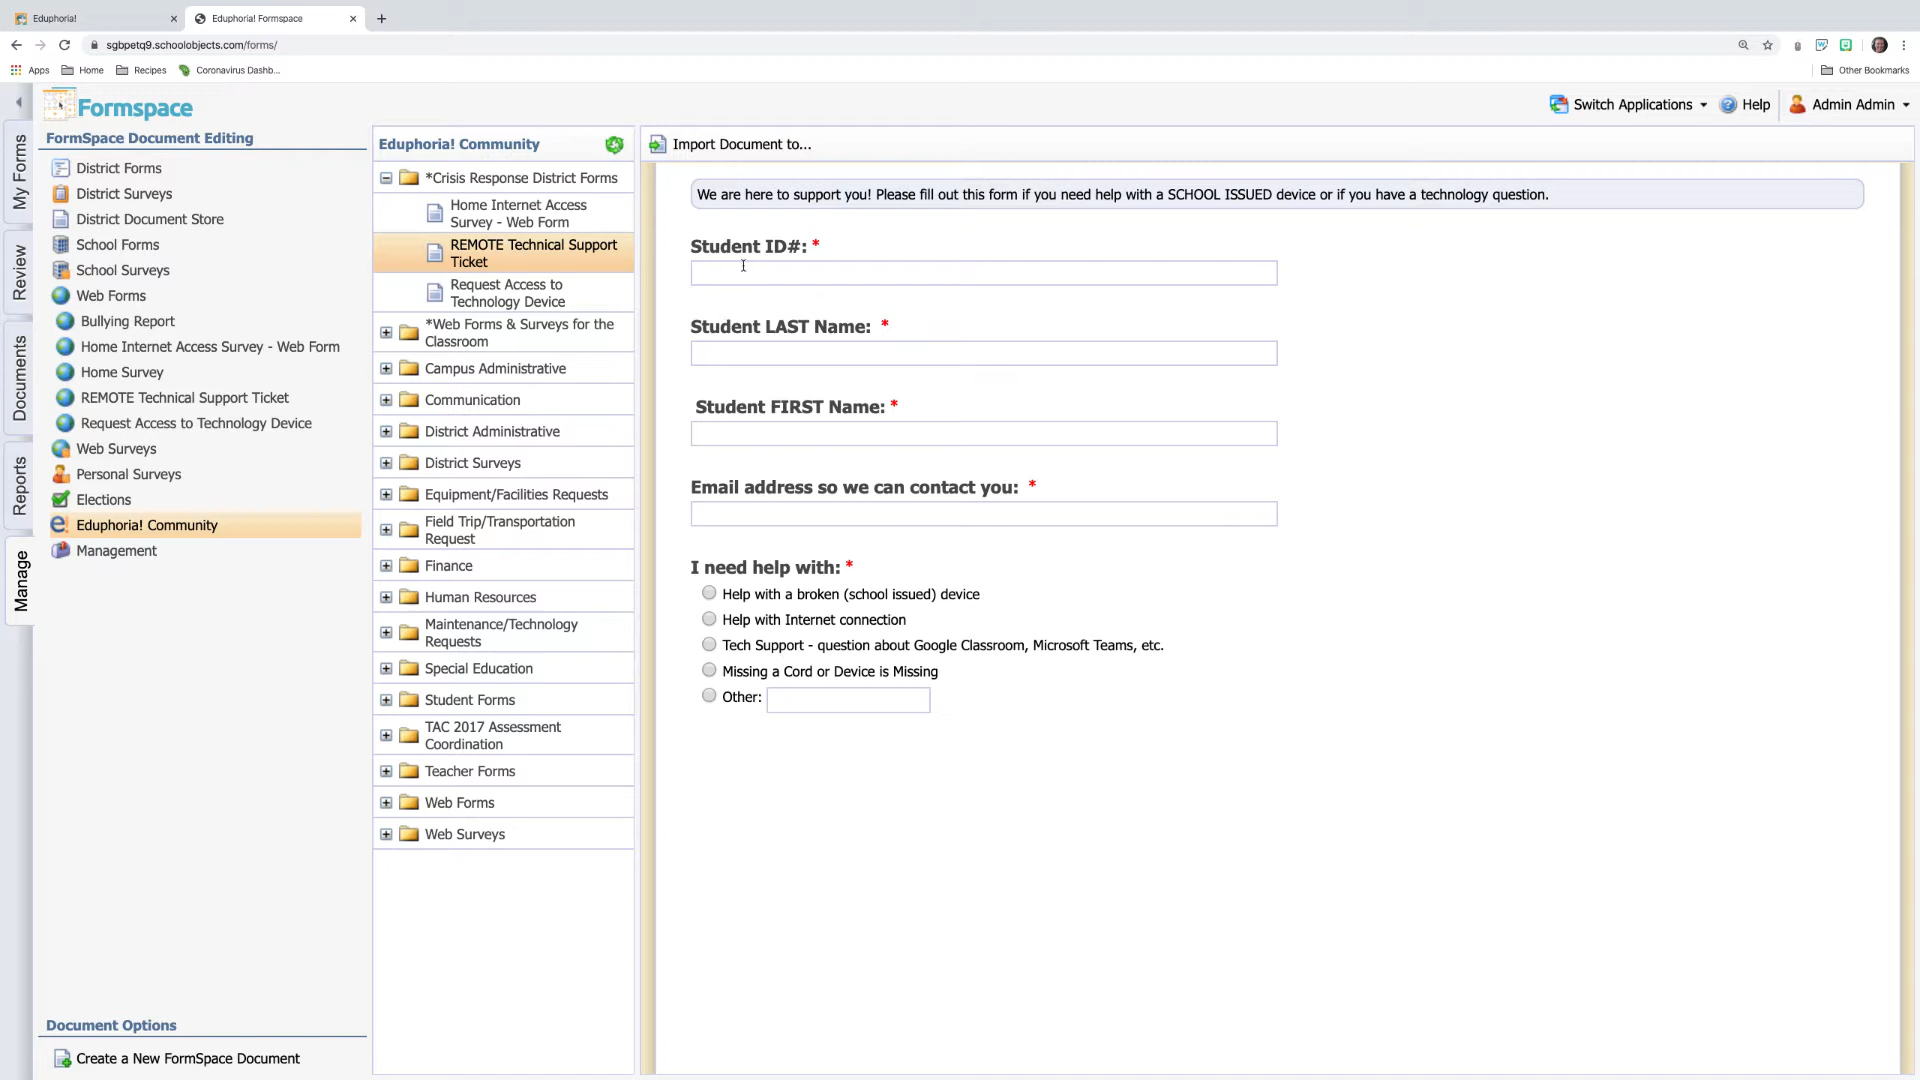 Eduphoria!
Eduphoria! Formspace
sgbpetq9.schoolobjects.com/forms/
Apps
Home
Recipes
Coronavirus Dashb...
Other Bookmarks
Formspace
Switch Applications
Help
Admin Admin
My Forms
Review
Documents
Reports
Manage
FormSpace Document Editing
District Forms
District Surveys
District Document Store
School Forms
School Surveys
Web Forms
Bullying Report
Home Internet Access Survey - Web Form
Home Survey
REMOTE Technical Support Ticket
Request Access to Technology Device
Web Surveys
Personal Surveys
Elections
Eduphoria! Community
Management
Document Options
Create a New FormSpace Document
Eduphoria! Community
*Crisis Response District Forms
Home Internet Access
Survey - Web Form
REMOTE Technical Support
Ticket
Request Access to
Technology Device
*Web Forms & Surveys for the
Classroom
Campus Administrative
Communication
District Administrative
District Surveys
Equipment/Facilities Requests
Field Trip/Transportation
Request
Finance
Human Resources
Maintenance/Technology
Requests
Special Education
Student Forms
TAC 2017 Assessment
Coordination
Teacher Forms
Web Forms
Web Surveys
Import Document to...
We are here to support you! Please fill out this form if you need help with a SCHOOL ISSUED device or if you have a technology question.
Student ID#: *
Student LAST Name: *
Student FIRST Name: *
Email address so we can contact you: *
I need help with: *
Help with a broken (school issued) device
Help with Internet connection
Tech Support - question about Google Classroom, Microsoft Teams, etc.
Missing a Cord or Device is Missing
Other: